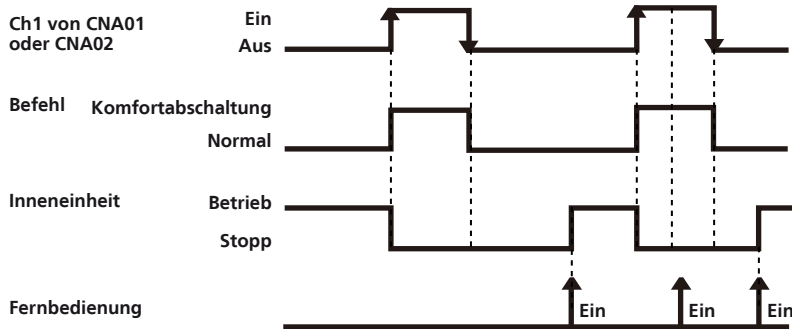 Ch1 von CNA01
oder CNA02
Ein
Aus
Befehl
Komfortabschaltung
Normal
Inneneinheit
Betrieb
Stopp
Fernbedienung
Ein
Ein
Ein